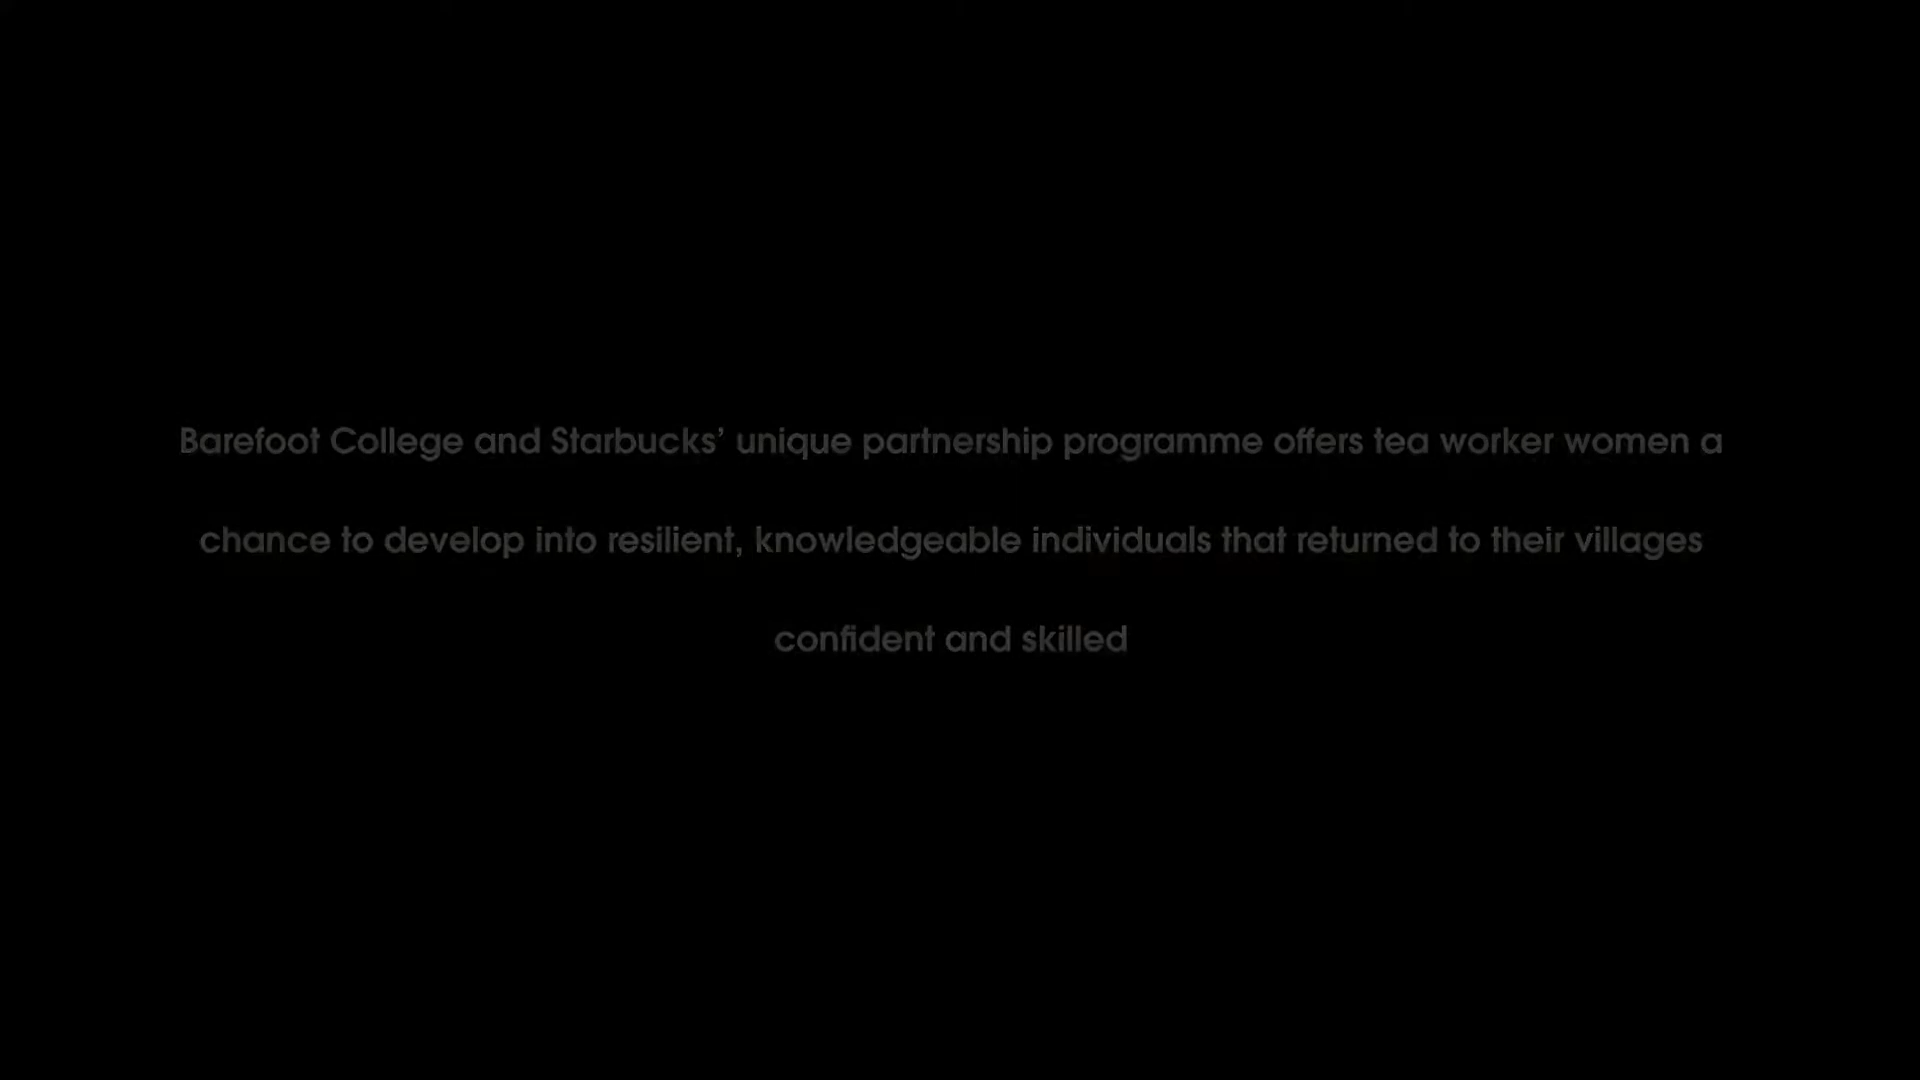 Barefoot College and Starbucks’ unique partnership programme offers tea worker women a
chance to develop into resilient, knowledgeable individuals that returned to their villages
confident and skilled